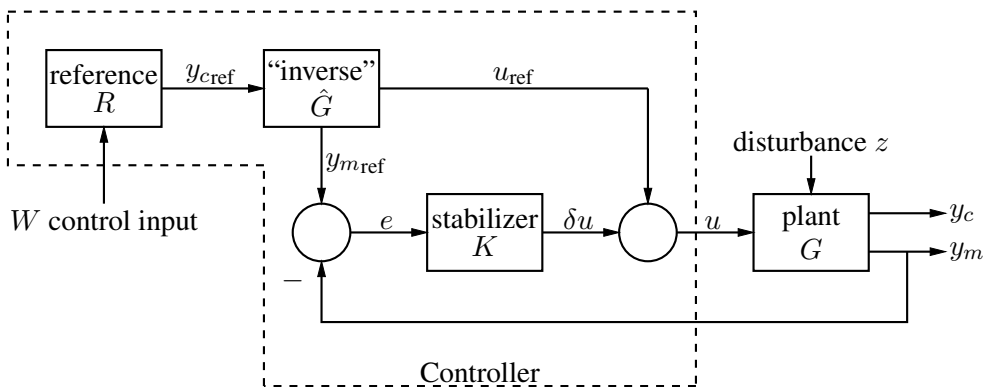 reference
R
y_cref
“inverse”
Ĝ
u_ref
y_mref
W control input
e
stabilizer
K
δu
u
disturbance z
plant
G
y_c
y_m
−
Controller